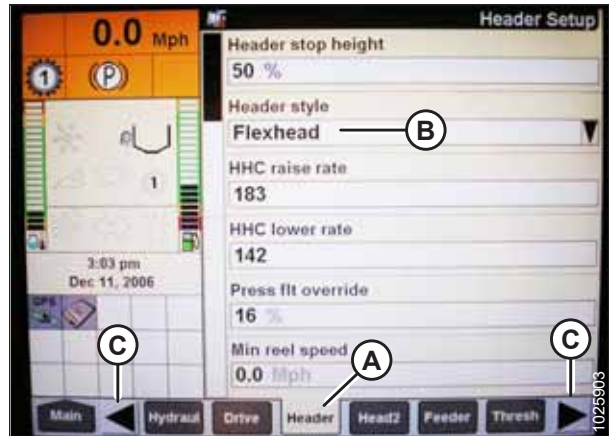 0.0 Mph
Header Setup
1
P
Header stop height
50 %
Header style
Flexhead
B
HHC raise rate
183
1
HHC lower rate
142
3:03 pm
Dec 11, 2006
Press flt override
16 %
GPS
Min reel speed
0.0 Mph
A
C
C
Main
Hydraul
Drive
Header
Head2
Feeder
Thresh
1025903